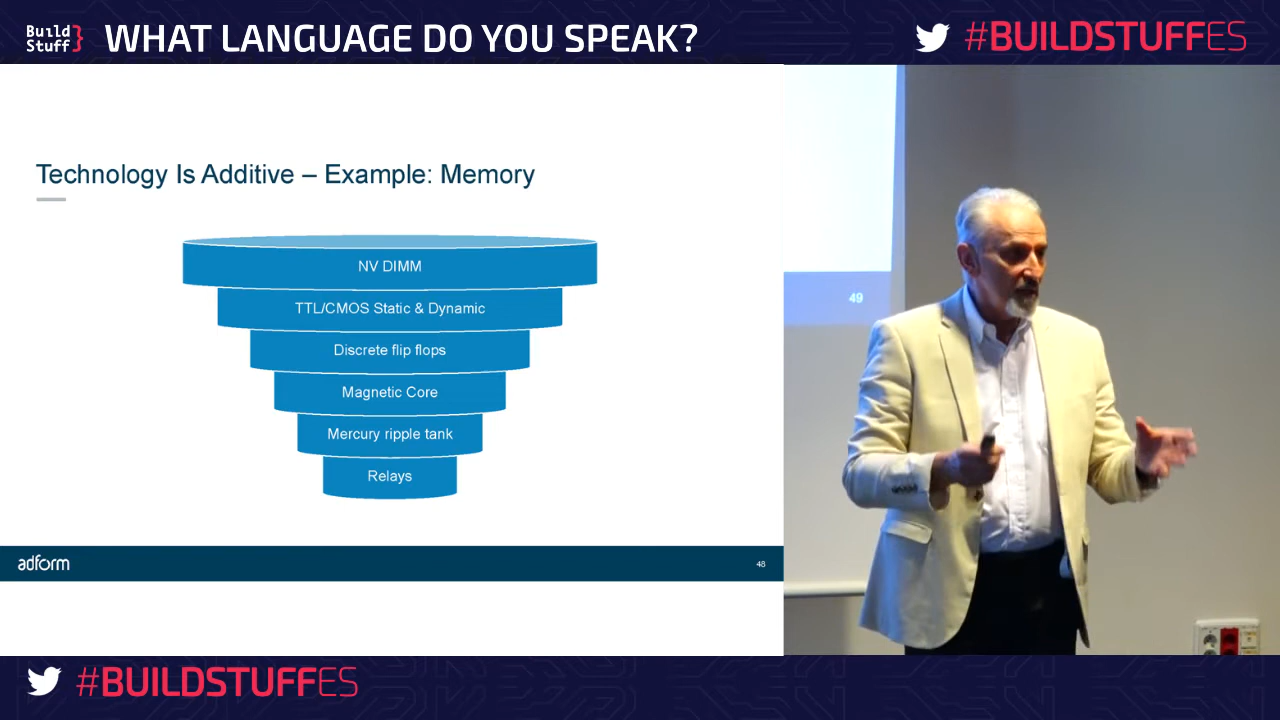 Build
Stuff}
WHAT LANGUAGE DO YOU SPEAK?
#BUILDSTUFFES
Technology Is Additive – Example: Memory
NV DIMM
TTL/CMOS Static & Dynamic
Discrete flip flops
Magnetic Core
Mercury ripple tank
Relays
adform
48
49
#BUILDSTUFFES